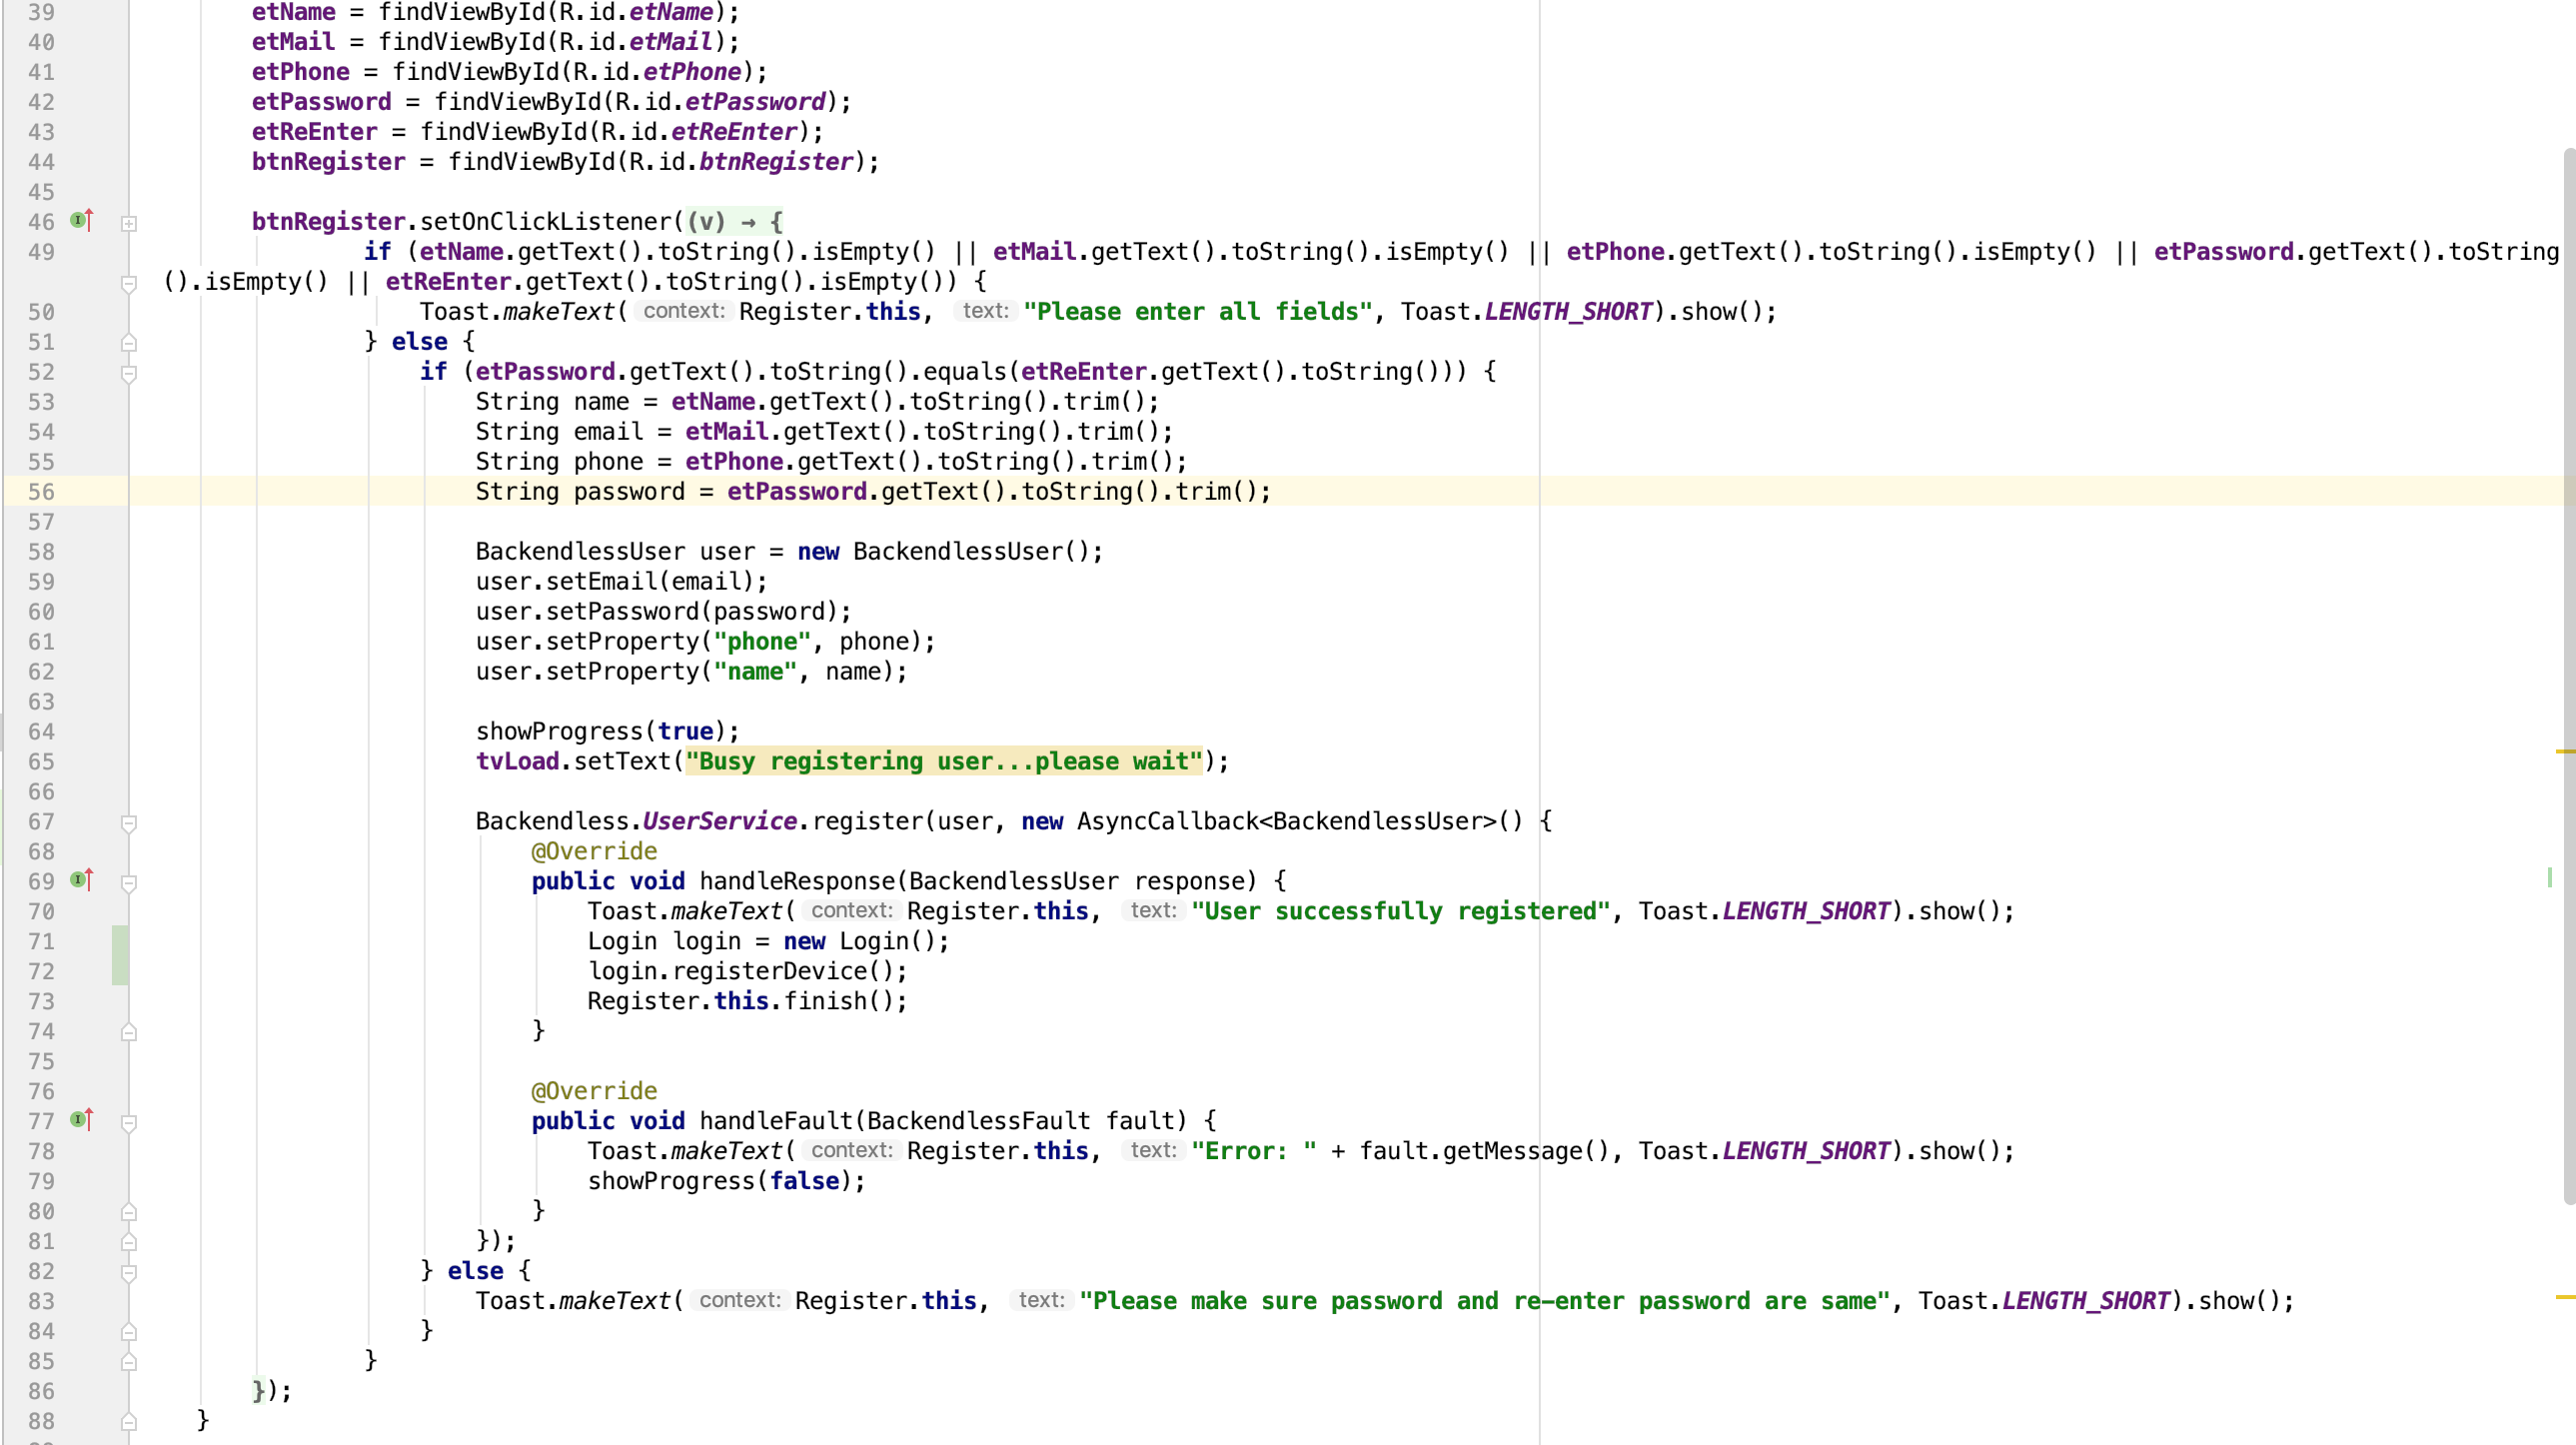 39 etName = findViewById(R.id.etName);
40 etMail = findViewById(R.id.etMail);
41 etPhone = findViewById(R.id.etPhone);
42 etPassword = findViewById(R.id.etPassword);
43 etReEnter = findViewById(R.id.etReEnter);
44 btnRegister = findViewById(R.id.btnRegister);
45
46 btnRegister.setOnClickListener((v) → {
49 if (etName.getText().toString().isEmpty() || etMail.getText().toString().isEmpty() || etPhone.getText().toString().isEmpty() || etPassword.getText().toString
().isEmpty() || etReEnter.getText().toString().isEmpty()) {
50 Toast.makeText( context: Register.this, text: "Please enter all fields", Toast.LENGTH_SHORT).show();
51 } else {
52 if (etPassword.getText().toString().equals(etReEnter.getText().toString())) {
53 String name = etName.getText().toString().trim();
54 String email = etMail.getText().toString().trim();
55 String phone = etPhone.getText().toString().trim();
56 String password = etPassword.getText().toString().trim();
57
58 BackendlessUser user = new BackendlessUser();
59 user.setEmail(email);
60 user.setPassword(password);
61 user.setProperty("phone", phone);
62 user.setProperty("name", name);
63
64 showProgress(true);
65 tvLoad.setText("Busy registering user...please wait");
66
67 Backendless.UserService.register(user, new AsyncCallback<BackendlessUser>() {
68 @Override
69 public void handleResponse(BackendlessUser response) {
70 Toast.makeText( context: Register.this, text: "User successfully registered", Toast.LENGTH_SHORT).show();
71 Login login = new Login();
72 login.registerDevice();
73 Register.this.finish();
74 }
75
76 @Override
77 public void handleFault(BackendlessFault fault) {
78 Toast.makeText( context: Register.this, text: "Error: " + fault.getMessage(), Toast.LENGTH_SHORT).show();
79 showProgress(false);
80 }
81 });
82 } else {
83 Toast.makeText( context: Register.this, text: "Please make sure password and re-enter password are same", Toast.LENGTH_SHORT).show();
84 }
85 }
86 });
88 }